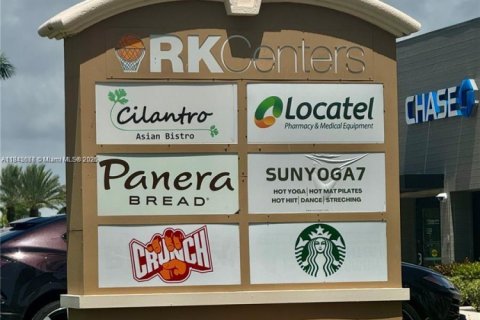 RK Centers
Cilantro
Asian Bistro
Locatel
Pharmacy & Medical Equipment
Panera
BREAD
SUNYOGA7
HOT YOGA | HOT MAT PILATES
HOT HIIT | DANCE | STRECHING
CRUNCH
CHASE